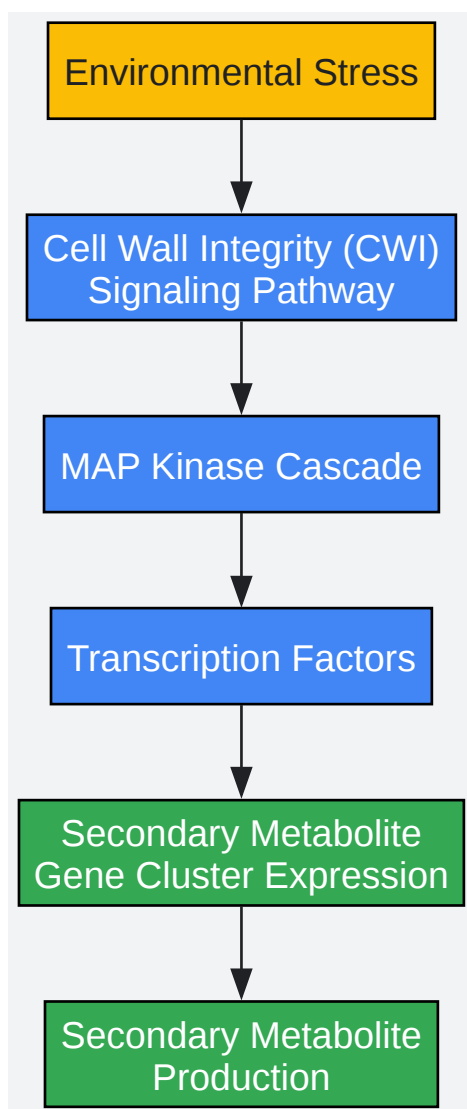 Environmental Stress
Cell Wall Integrity (CWI)
Signaling Pathway
MAP Kinase Cascade
Transcription Factors
Secondary Metabolite
Gene Cluster Expression
Secondary Metabolite
Production